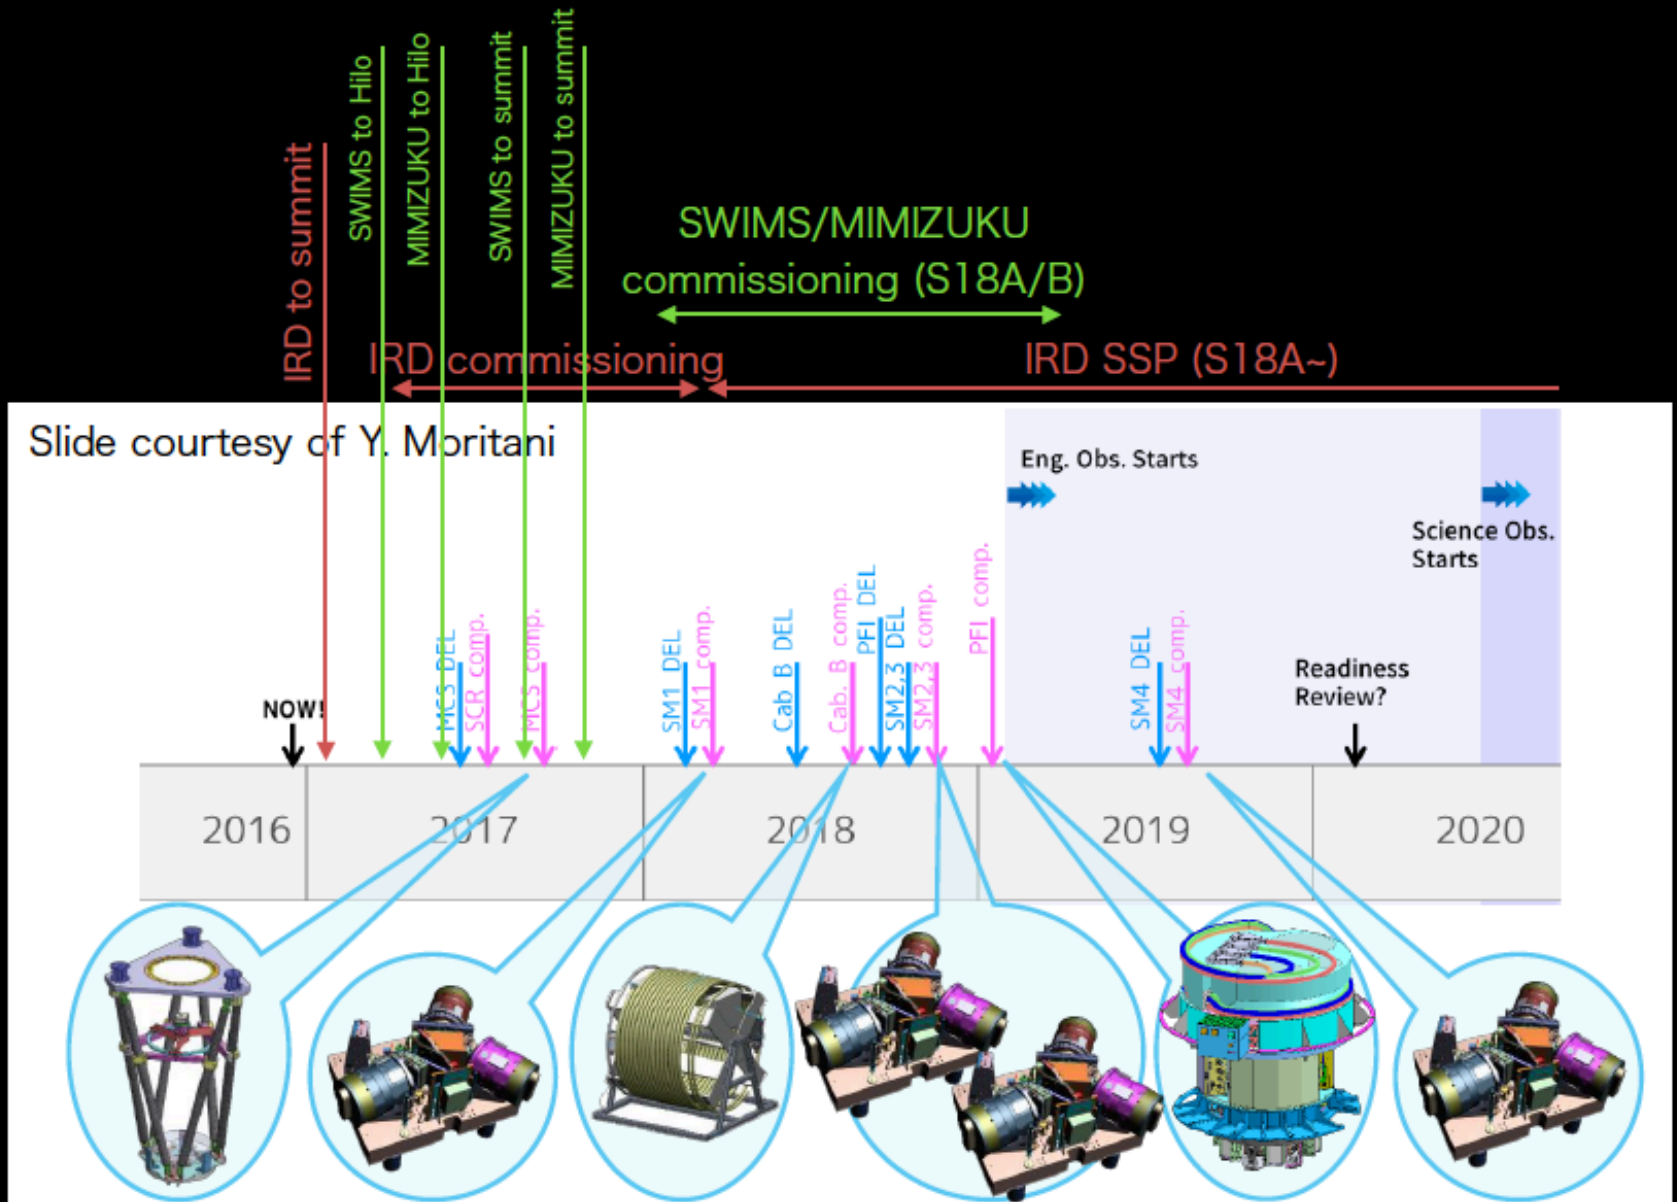 IRD to summit
SWIMS to Hilo
MIMIZUKU to Hilo
SWIMS to summit
MIMIZUKU to summit
SWIMS/MIMIZUKU
commissioning (S18A/B)
IRD commissioning
IRD SSP (S18A~)
Slide courtesy of Y. Moritani
Eng. Obs. Starts
Science Obs.
Starts
NOW!
MCS DEL
SCR comp.
MCS comp.
SM1 DEL
SM1 comp.
Cab B DEL
Cab. B comp.
PFI DEL
SM2,3 DEL
SM2,3 comp.
PFI comp.
SM4 DEL
SM4 comp.
Readiness
Review?
2016
2017
2018
2019
2020